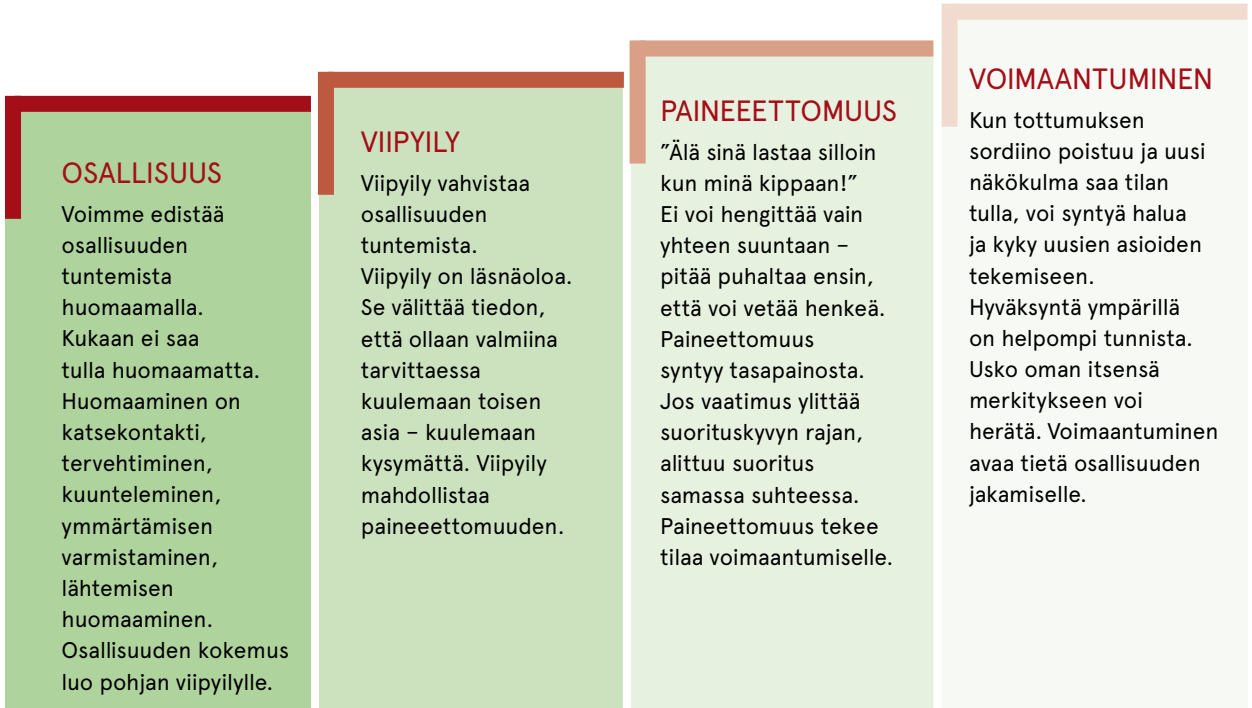 OSALLISUUS
Voimme edistää
osallisuuden
tuntemista
huomaamalla.
Kukaan ei saa
tulla huomaamatta.
Huomaaminen on
katsekontakti,
tervehtiminen,
kuunteleminen,
ymmärtämisen
varmistaminen,
lähtemisen
huomaaminen.
Osallisuuden kokemus
luo pohjan viipyilylle.
VIIPYILY
Viipyily vahvistaa
osallisuuden
tuntemista.
Viipyily on läsnäoloa.
Se välittää tiedon,
että ollaan valmiina
tarvittaessa
kuulemaan toisen
asia – kuulemaan
kysymättä. Viipyily
mahdollistaa
paineeettomuuden.
PAINEEETTOMUUS
”Älä sinä lastaa silloin
kun minä kippaan!”
Ei voi hengittää vain
yhteen suuntaan –
pitää puhaltaa ensin,
että voi vetää henkeä.
Paineettomuus
syntyy tasapainosta.
Jos vaatimus ylittää
suorituskyvyn rajan,
alittuu suoritus
samassa suhteessa.
Paineettomuus tekee
tilaa voimaantumiselle.
VOIMAANTUMINEN
Kun tottumuksen
sordiino poistuu ja uusi
näkökulma saa tilan
tulla, voi syntyä halua
ja kyky uusien asioiden
tekemiseen.
Hyväksyntä ympärillä
on helpompi tunnista.
Usko oman itsensä
merkitykseen voi
herätä. Voimaantuminen
avaa tietä osallisuuden
jakamiselle.